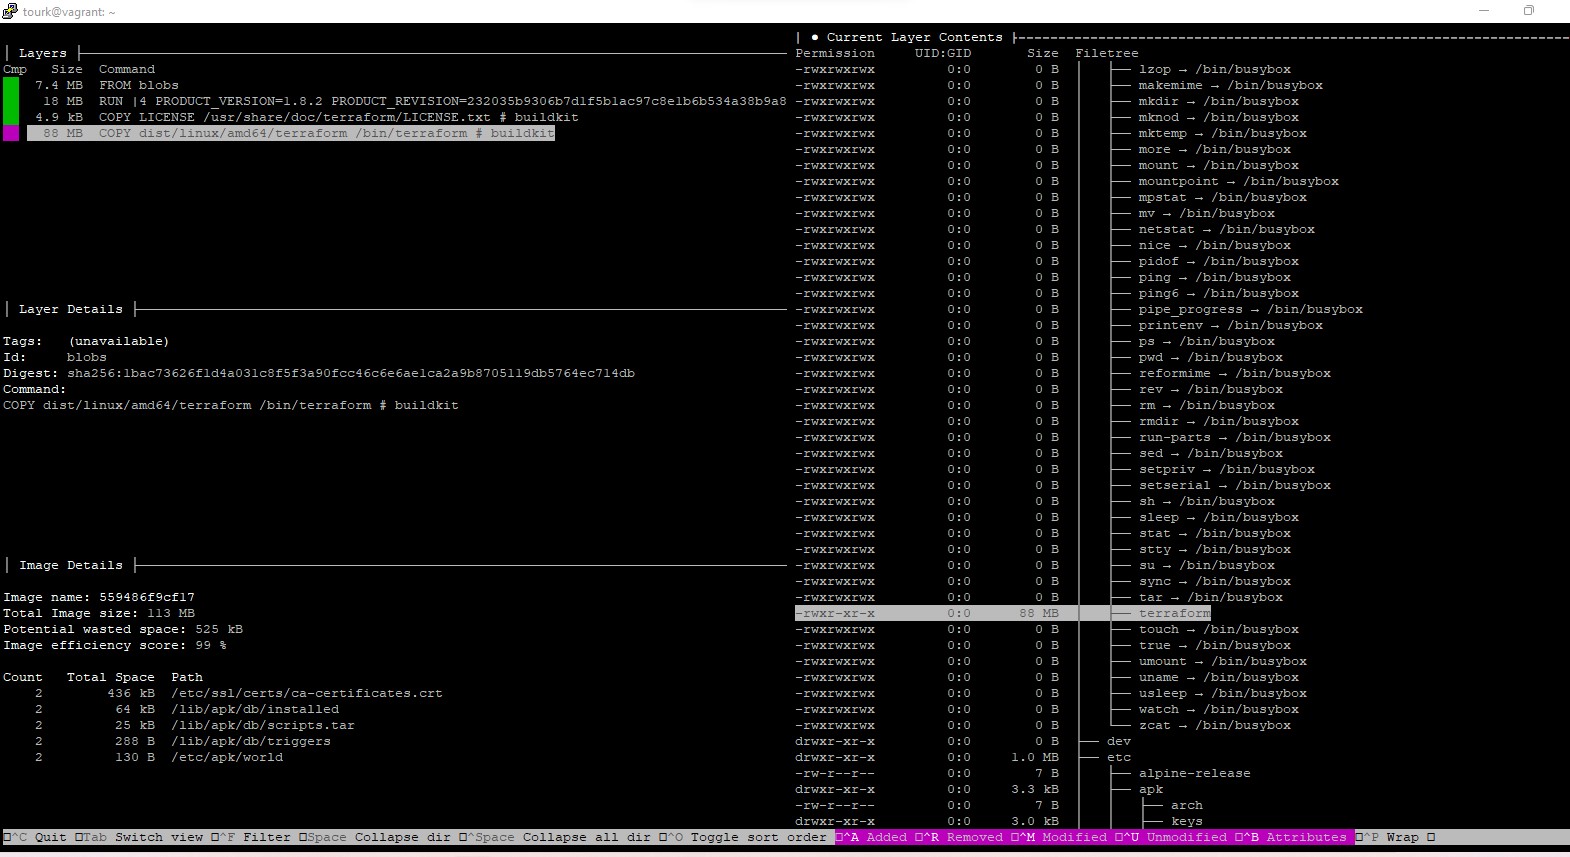 tourk@vagrant: ~
│ Layers ├
Cmp Size Command
7.4 MB FROM blobs
18 MB RUN |4 PRODUCT_VERSION=1.8.2 PRODUCT_REVISION=232035b9306b7d1f5b1ac97c8e1b6b534a38b9a8
4.9 kB COPY LICENSE /usr/share/doc/terraform/LICENSE.txt # buildkit
88 MB COPY dist/linux/amd64/terraform /bin/terraform # buildkit
│ Layer Details ├
Tags: (unavailable)
Id: blobs
Digest: sha256:1bac73626f1d4a031c8f5f3a90fcc46c6e6ae1ca2a9b8705119db5764ec714db
Command:
COPY dist/linux/amd64/terraform /bin/terraform # buildkit
│ Image Details ├
Image name: 559486f9cf17
Total Image size: 113 MB
Potential wasted space: 525 kB
Image efficiency score: 99 %
Count Total Space Path
2 436 kB /etc/ssl/certs/ca-certificates.crt
2 64 kB /lib/apk/db/installed
2 25 kB /lib/apk/db/scripts.tar
2 288 B /lib/apk/db/triggers
2 130 B /etc/apk/world
| ● Current Layer Contents ├
Permission UID:GID Size Filetree
-rwxrwxrwx 0:0 0 B │ ├── lzop → /bin/busybox
-rwxrwxrwx 0:0 0 B │ ├── makemime → /bin/busybox
-rwxrwxrwx 0:0 0 B │ ├── mkdir → /bin/busybox
-rwxrwxrwx 0:0 0 B │ ├── mknod → /bin/busybox
-rwxrwxrwx 0:0 0 B │ ├── mktemp → /bin/busybox
-rwxrwxrwx 0:0 0 B │ ├── more → /bin/busybox
-rwxrwxrwx 0:0 0 B │ ├── mount → /bin/busybox
-rwxrwxrwx 0:0 0 B │ ├── mountpoint → /bin/busybox
-rwxrwxrwx 0:0 0 B │ ├── mpstat → /bin/busybox
-rwxrwxrwx 0:0 0 B │ ├── mv → /bin/busybox
-rwxrwxrwx 0:0 0 B │ ├── netstat → /bin/busybox
-rwxrwxrwx 0:0 0 B │ ├── nice → /bin/busybox
-rwxrwxrwx 0:0 0 B │ ├── pidof → /bin/busybox
-rwxrwxrwx 0:0 0 B │ ├── ping → /bin/busybox
-rwxrwxrwx 0:0 0 B │ ├── ping6 → /bin/busybox
-rwxrwxrwx 0:0 0 B │ ├── pipe_progress → /bin/busybox
-rwxrwxrwx 0:0 0 B │ ├── printenv → /bin/busybox
-rwxrwxrwx 0:0 0 B │ ├── ps → /bin/busybox
-rwxrwxrwx 0:0 0 B │ ├── pwd → /bin/busybox
-rwxrwxrwx 0:0 0 B │ ├── reformime → /bin/busybox
-rwxrwxrwx 0:0 0 B │ ├── rev → /bin/busybox
-rwxrwxrwx 0:0 0 B │ ├── rm → /bin/busybox
-rwxrwxrwx 0:0 0 B │ ├── rmdir → /bin/busybox
-rwxrwxrwx 0:0 0 B │ ├── run-parts → /bin/busybox
-rwxrwxrwx 0:0 0 B │ ├── sed → /bin/busybox
-rwxrwxrwx 0:0 0 B │ ├── setpriv → /bin/busybox
-rwxrwxrwx 0:0 0 B │ ├── setserial → /bin/busybox
-rwxrwxrwx 0:0 0 B │ ├── sh → /bin/busybox
-rwxrwxrwx 0:0 0 B │ ├── sleep → /bin/busybox
-rwxrwxrwx 0:0 0 B │ ├── stat → /bin/busybox
-rwxrwxrwx 0:0 0 B │ ├── stty → /bin/busybox
-rwxrwxrwx 0:0 0 B │ ├── su → /bin/busybox
-rwxrwxrwx 0:0 0 B │ ├── sync → /bin/busybox
-rwxrwxrwx 0:0 0 B │ ├── tar → /bin/busybox
-rwxr-xr-x 0:0 88 MB │ ├── terraform
-rwxrwxrwx 0:0 0 B │ ├── touch → /bin/busybox
-rwxrwxrwx 0:0 0 B │ ├── true → /bin/busybox
-rwxrwxrwx 0:0 0 B │ ├── umount → /bin/busybox
-rwxrwxrwx 0:0 0 B │ ├── uname → /bin/busybox
-rwxrwxrwx 0:0 0 B │ ├── usleep → /bin/busybox
-rwxrwxrwx 0:0 0 B │ ├── watch → /bin/busybox
-rwxrwxrwx 0:0 0 B │ └── zcat → /bin/busybox
drwxr-xr-x 0:0 0 B ├── dev
drwxr-xr-x 0:0 1.0 MB ├── etc
-rw-r--r-- 0:0 7 B │ ├── alpine-release
drwxr-xr-x 0:0 3.3 kB │ ├── apk
-rw-r--r-- 0:0 7 B │ │ ├── arch
drwxr-xr-x 0:0 3.0 kB │ │ ├── keys
^C Quit Tab Switch view ^F Filter Space Collapse dir ^Space Collapse all dir ^O Toggle sort order ^A Added ^R Removed ^M Modified ^U Unmodified ^B Attributes ^P Wrap